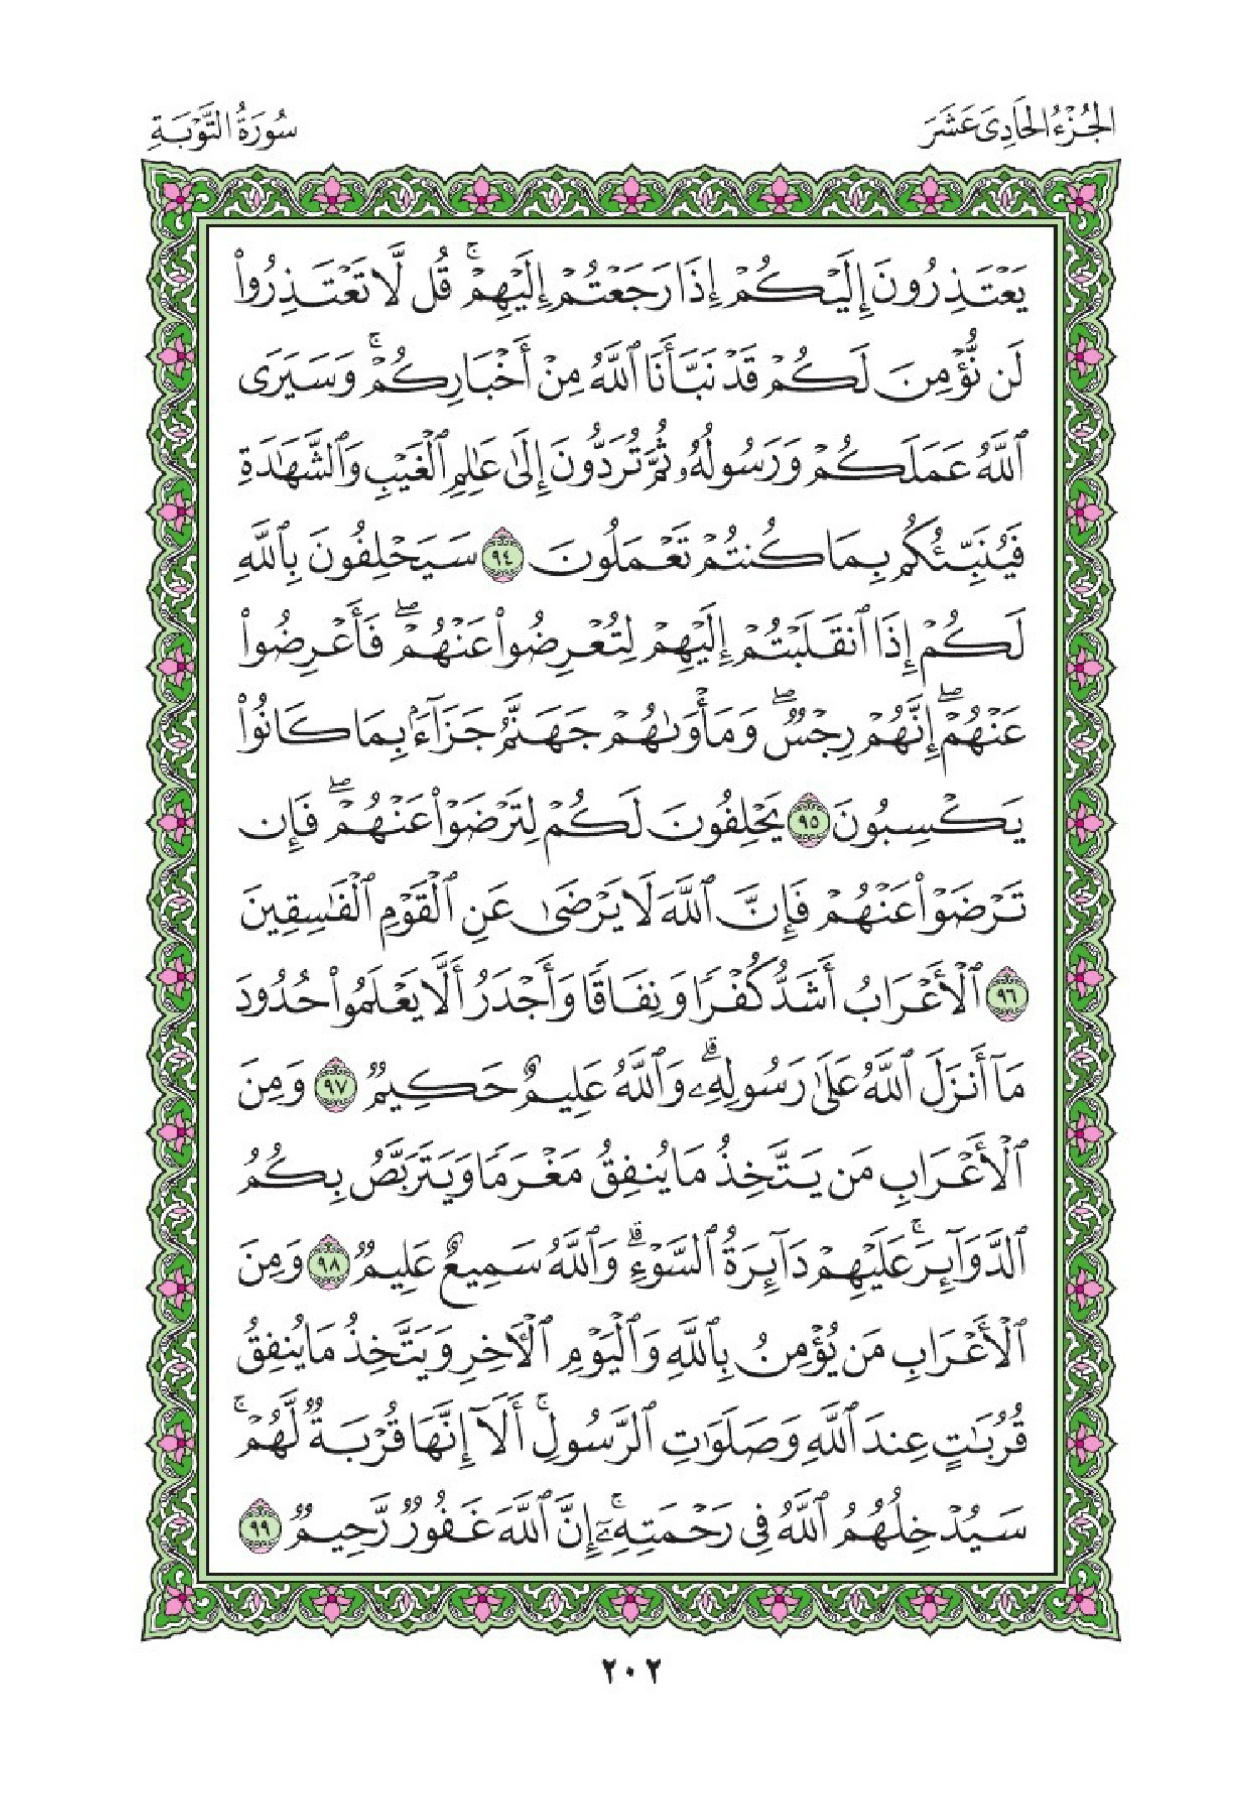 الجُزْءُ الحَادِىَ عَشَرَ
سُورَةُ التَّوْبَةِ
يَعْتَذِرُونَ إِلَيْكُمْ إِذَا رَجَعْتُمْ إِلَيْهِمْ ۚ قُل لَّا تَعْتَذِرُوا۟
لَن نُّؤْمِنَ لَكُمْ قَدْ نَبَّأَنَا ٱللَّهُ مِنْ أَخْبَارِكُمْ ۚ وَسَيَرَى
ٱللَّهُ عَمَلَكُمْ وَرَسُولُهُۥ ثُمَّ تُرَدُّونَ إِلَىٰ عَٰلِمِ ٱلْغَيْبِ وَٱلشَّهَٰدَةِ
فَيُنَبِّئُكُم بِمَا كُنتُمْ تَعْمَلُونَ ٩٤ سَيَحْلِفُونَ بِٱللَّهِ
لَكُمْ إِذَا ٱنقَلَبْتُمْ إِلَيْهِمْ لِتُعْرِضُوا۟ عَنْهُمْ ۖ فَأَعْرِضُوا۟
عَنْهُمْ ۖ إِنَّهُمْ رِجْسٌ ۖ وَمَأْوَىٰهُمْ جَهَنَّمُ جَزَآءًۢ بِمَا كَانُوا۟
يَكْسِبُونَ ٩٥ يَحْلِفُونَ لَكُمْ لِتَرْضَوْا۟ عَنْهُمْ ۖ فَإِن
تَرْضَوْا۟ عَنْهُمْ فَإِنَّ ٱللَّهَ لَا يَرْضَىٰ عَنِ ٱلْقَوْمِ ٱلْفَٰسِقِينَ
٩٦ ٱلْأَعْرَابُ أَشَدُّ كُفْرًا وَنِفَاقًا وَأَجْدَرُ أَلَّا يَعْلَمُوا۟ حُدُودَ
مَآ أَنزَلَ ٱللَّهُ عَلَىٰ رَسُولِهِۦ ۗ وَٱللَّهُ عَلِيمٌ حَكِيمٌ ٩٧ وَمِنَ
ٱلْأَعْرَابِ مَن يَتَّخِذُ مَا يُنفِقُ مَغْرَمًا وَيَتَرَبَّصُ بِكُمُ
ٱلدَّوَآئِرَ ۚ عَلَيْهِمْ دَآئِرَةُ ٱلسَّوْءِ ۗ وَٱللَّهُ سَمِيعٌ عَلِيمٌ ٩٨ وَمِنَ
ٱلْأَعْرَابِ مَن يُؤْمِنُ بِٱللَّهِ وَٱلْيَوْمِ ٱلْـَٔاخِرِ وَيَتَّخِذُ مَا يُنفِقُ
قُرُبَٰتٍ عِندَ ٱللَّهِ وَصَلَوَٰتِ ٱلرَّسُولِ ۚ أَلَآ إِنَّهَا قُرْبَةٌ لَّهُمْ ۚ
سَيُدْخِلُهُمُ ٱللَّهُ فِى رَحْمَتِهِۦٓ ۚ إِنَّ ٱللَّهَ غَفُورٌ رَّحِيمٌ ٩٩
٢٠٢